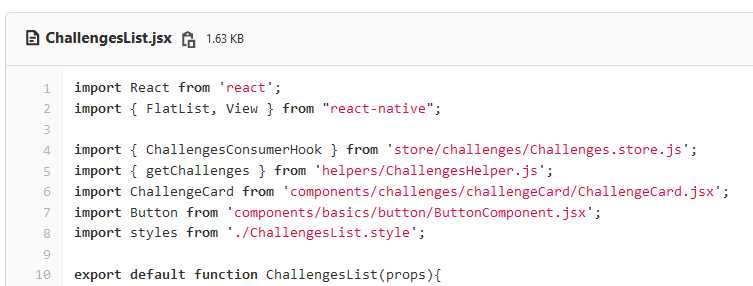 ChallengesList.jsx 1.63 KB
1 import React from 'react';
2 import { FlatList, View } from "react-native";
3
4 import { ChallengesConsumerHook } from 'store/challenges/Challenges.store.js';
5 import { getChallenges } from 'helpers/ChallengesHelper.js';
6 import ChallengeCard from 'components/challenges/challengeCard/ChallengeCard.jsx';
7 import Button from 'components/basics/button/ButtonComponent.jsx';
8 import styles from './ChallengesList.style';
9
10 export default function ChallengesList(props){